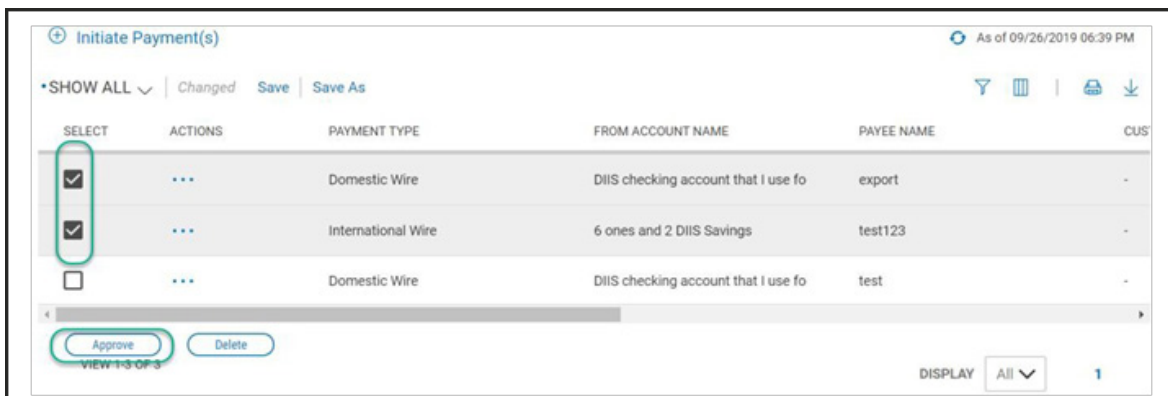 Initiate Payment(s) As of 09/26/2019 06:39 PM
•SHOW ALL Changed Save Save As
SELECT ACTIONS PAYMENT TYPE FROM ACCOUNT NAME PAYEE NAME CUS
... Domestic Wire DIIS checking account that I use fo export -
... International Wire 6 ones and 2 DIIS Savings test123 -
... Domestic Wire DIIS checking account that I use fo test -
Approve Delete
VIEW 1-3 OF 3
DISPLAY All 1